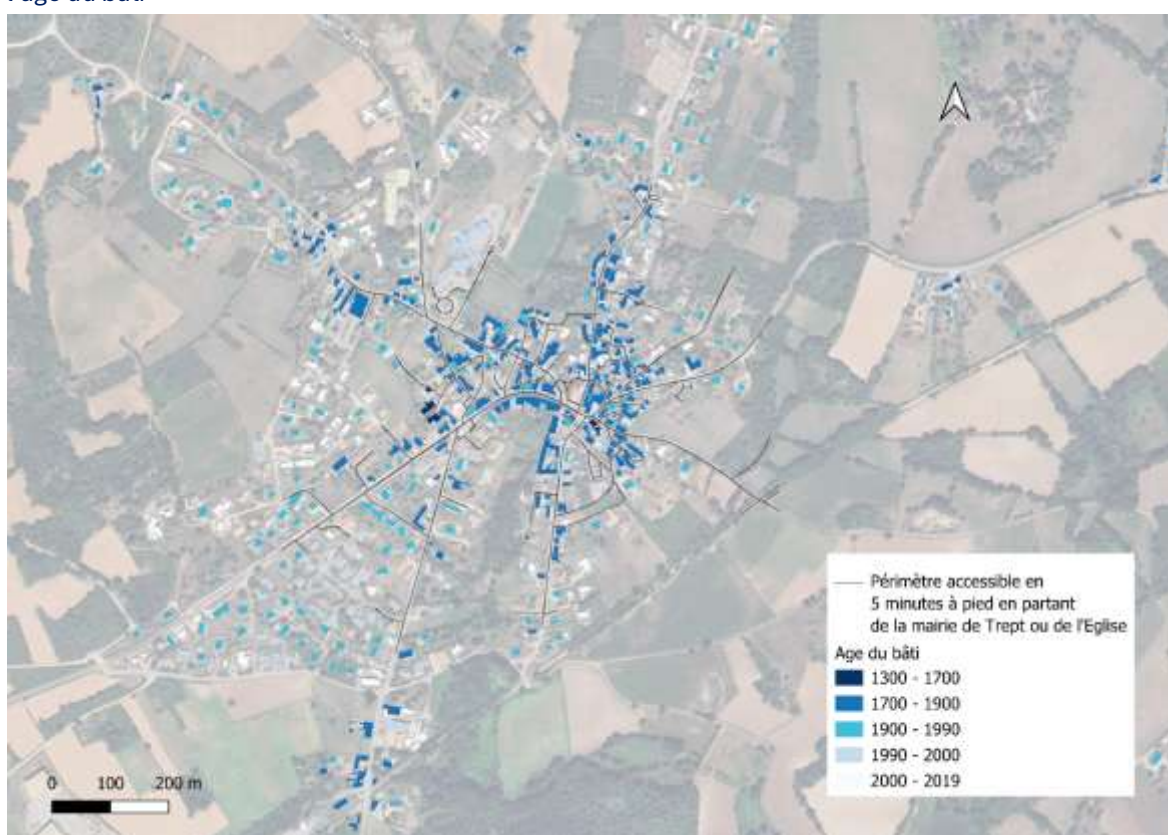 l'âge du bâti
Périmètre accessible en
5 minutes à pied en partant
de la mairie de Trept ou de l'Eglise
Age du bâti
1300 - 1700
1700 - 1900
1900 - 1990
1990 - 2000
2000 - 2019
0 100 200 m